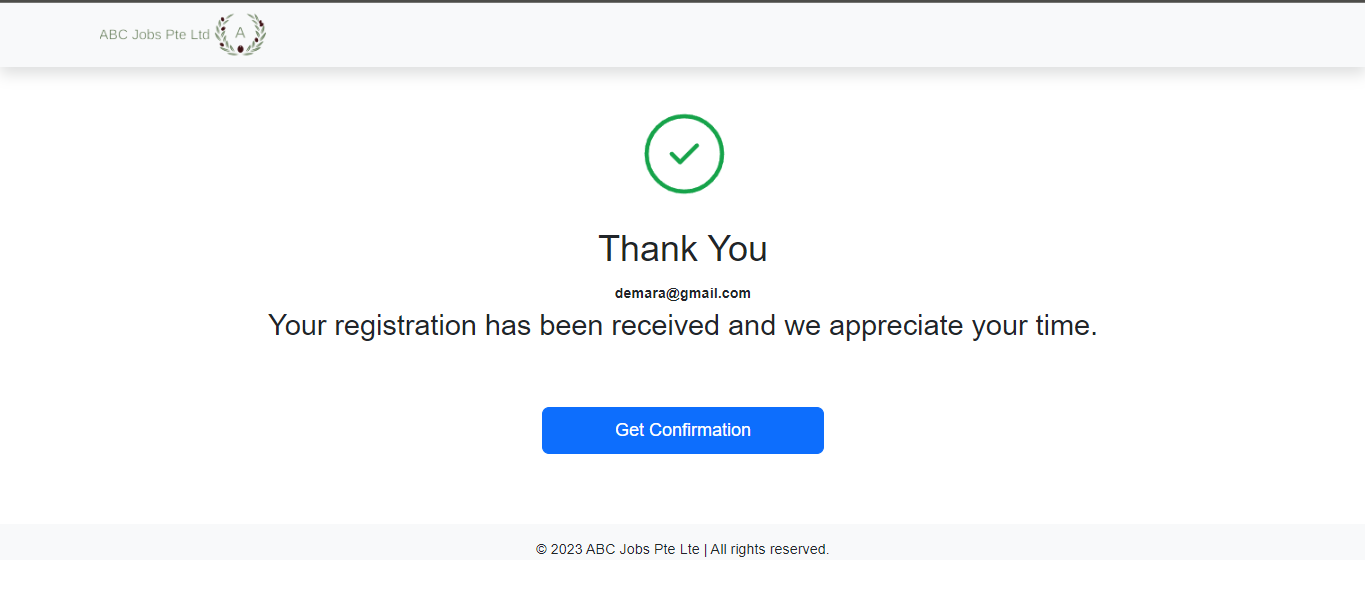 ABC Jobs Pte Ltd A
Thank You
demara@gmail.com
Your registration has been received and we appreciate your time.
Get Confirmation
© 2023 ABC Jobs Pte Lte | All rights reserved.